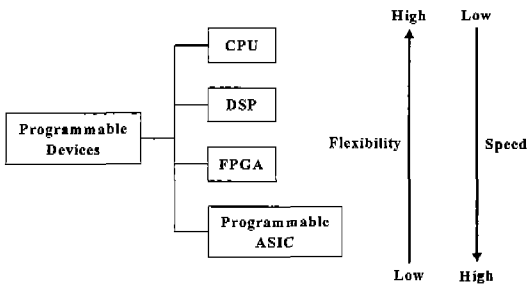 High
Low
CPU
DSP
Programmable
Devices
Flexibility
Speed
FPGA
Programmable
ASIC
Low
High